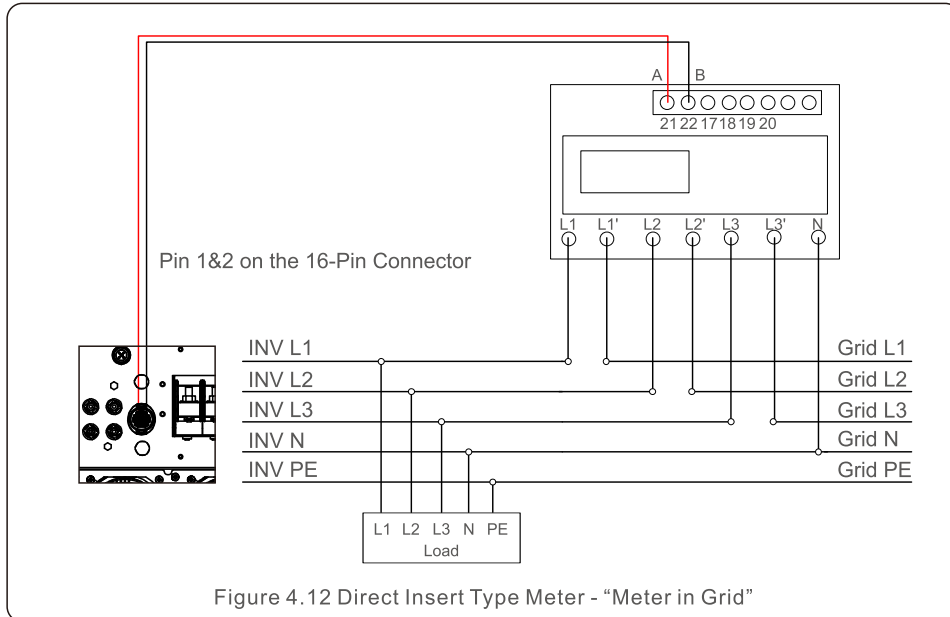 A B
21 22 17 18 19 20
L1 L1' L2 L2' L3 L3' N
Pin 1&2 on the 16-Pin Connector
INV L1 Grid L1
INV L2 Grid L2
INV L3 Grid L3
INV N Grid N
INV PE Grid PE
L1 L2 L3 N PE
Load
Figure 4.12 Direct Insert Type Meter - “Meter in Grid”